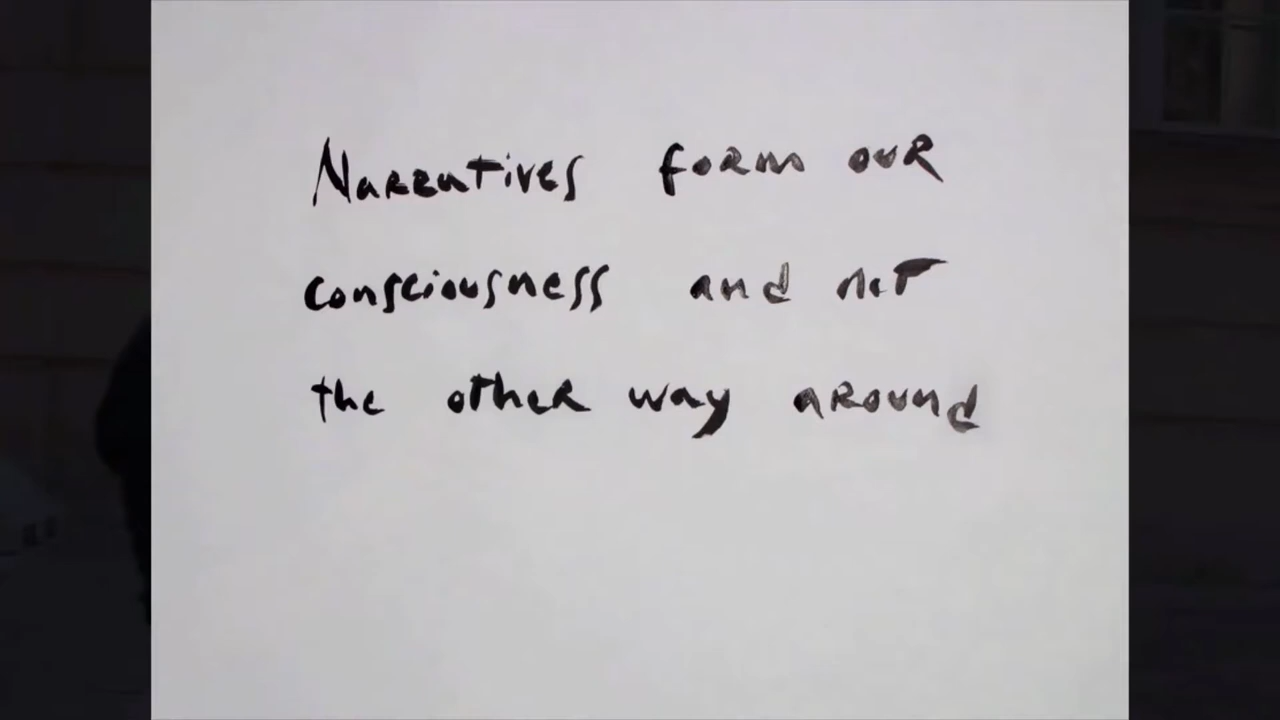 Narratives form our
consciousness and not
the other way around